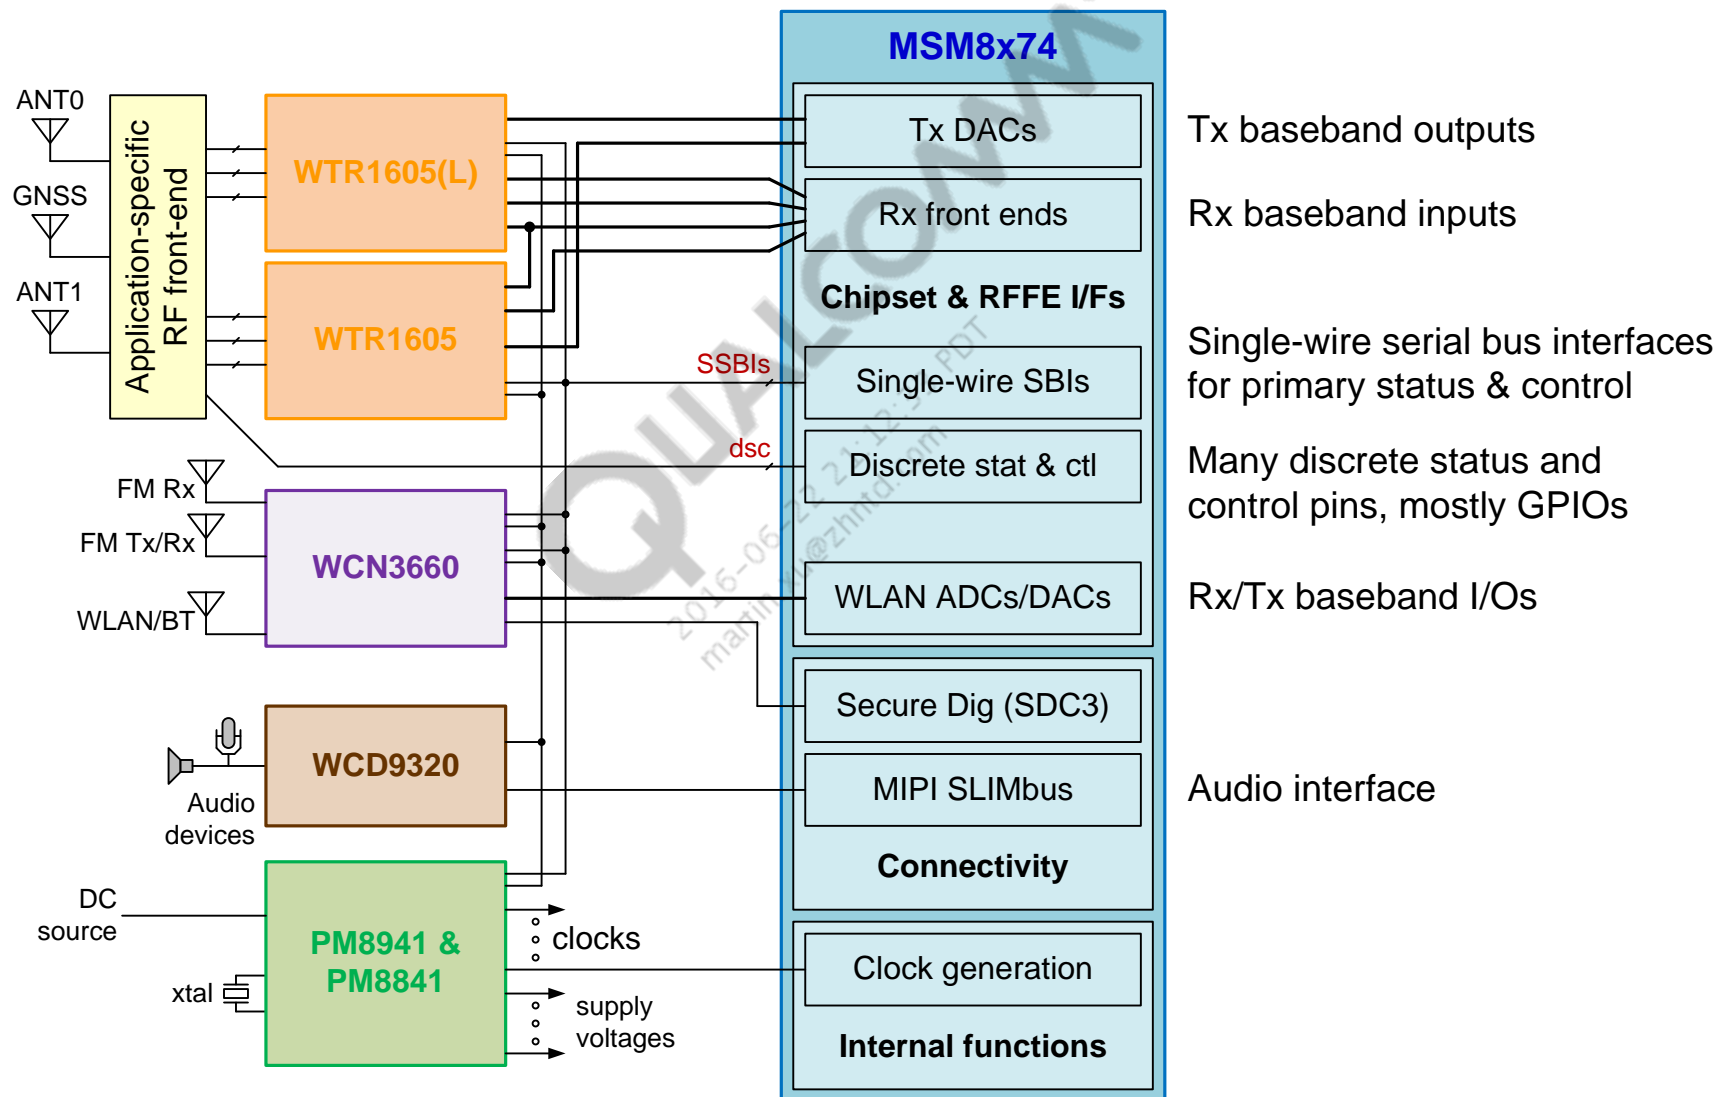 MSM8x74
ANT0
GNSS
ANT1
Application-specific
RF front-end
WTR1605(L)
WTR1605
Tx DACs
Tx baseband outputs
Rx front ends
Rx baseband inputs
Chipset & RFFE I/Fs
SSBIs
Single-wire SBIs
Single-wire serial bus interfaces
for primary status & control
dsc
Discrete stat & ctl
Many discrete status and
control pins, mostly GPIOs
FM Rx
FM Tx/Rx
WLAN/BT
WCN3660
WLAN ADCs/DACs
Rx/Tx baseband I/Os
Secure Dig (SDC3)
WCD9320
Audio
devices
MIPI SLIMbus
Audio interface
Connectivity
DC
source
xtal
PM8941 &
PM8841
clocks
Clock generation
supply
voltages
Internal functions
QUALCOMM